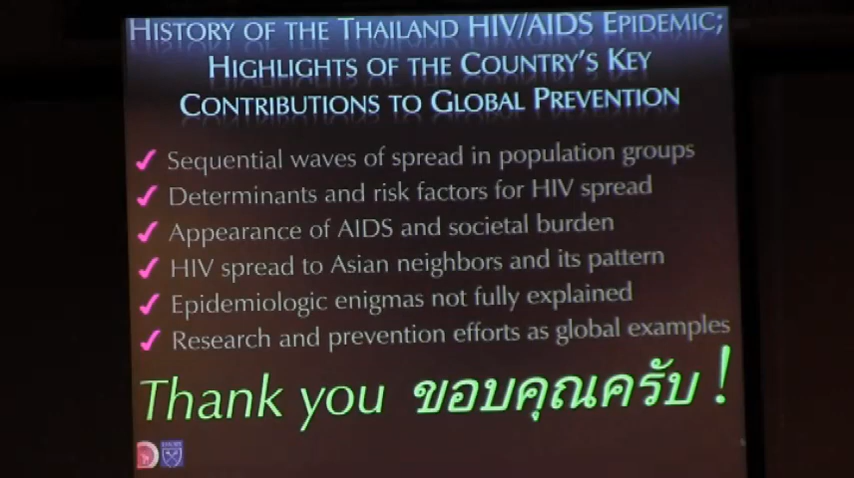 HISTORY OF THE THAILAND HIV/AIDS EPIDEMIC;
HIGHLIGHTS OF THE COUNTRY'S KEY
CONTRIBUTIONS TO GLOBAL PREVENTION
✓ Sequential waves of spread in population groups
✓ Determinants and risk factors for HIV spread
✓ Appearance of AIDS and societal burden
✓ HIV spread to Asian neighbors and its pattern
✓ Epidemiologic enigmas not fully explained
✓ Research and prevention efforts as global examples
Thank you ขอบคุณครับ !